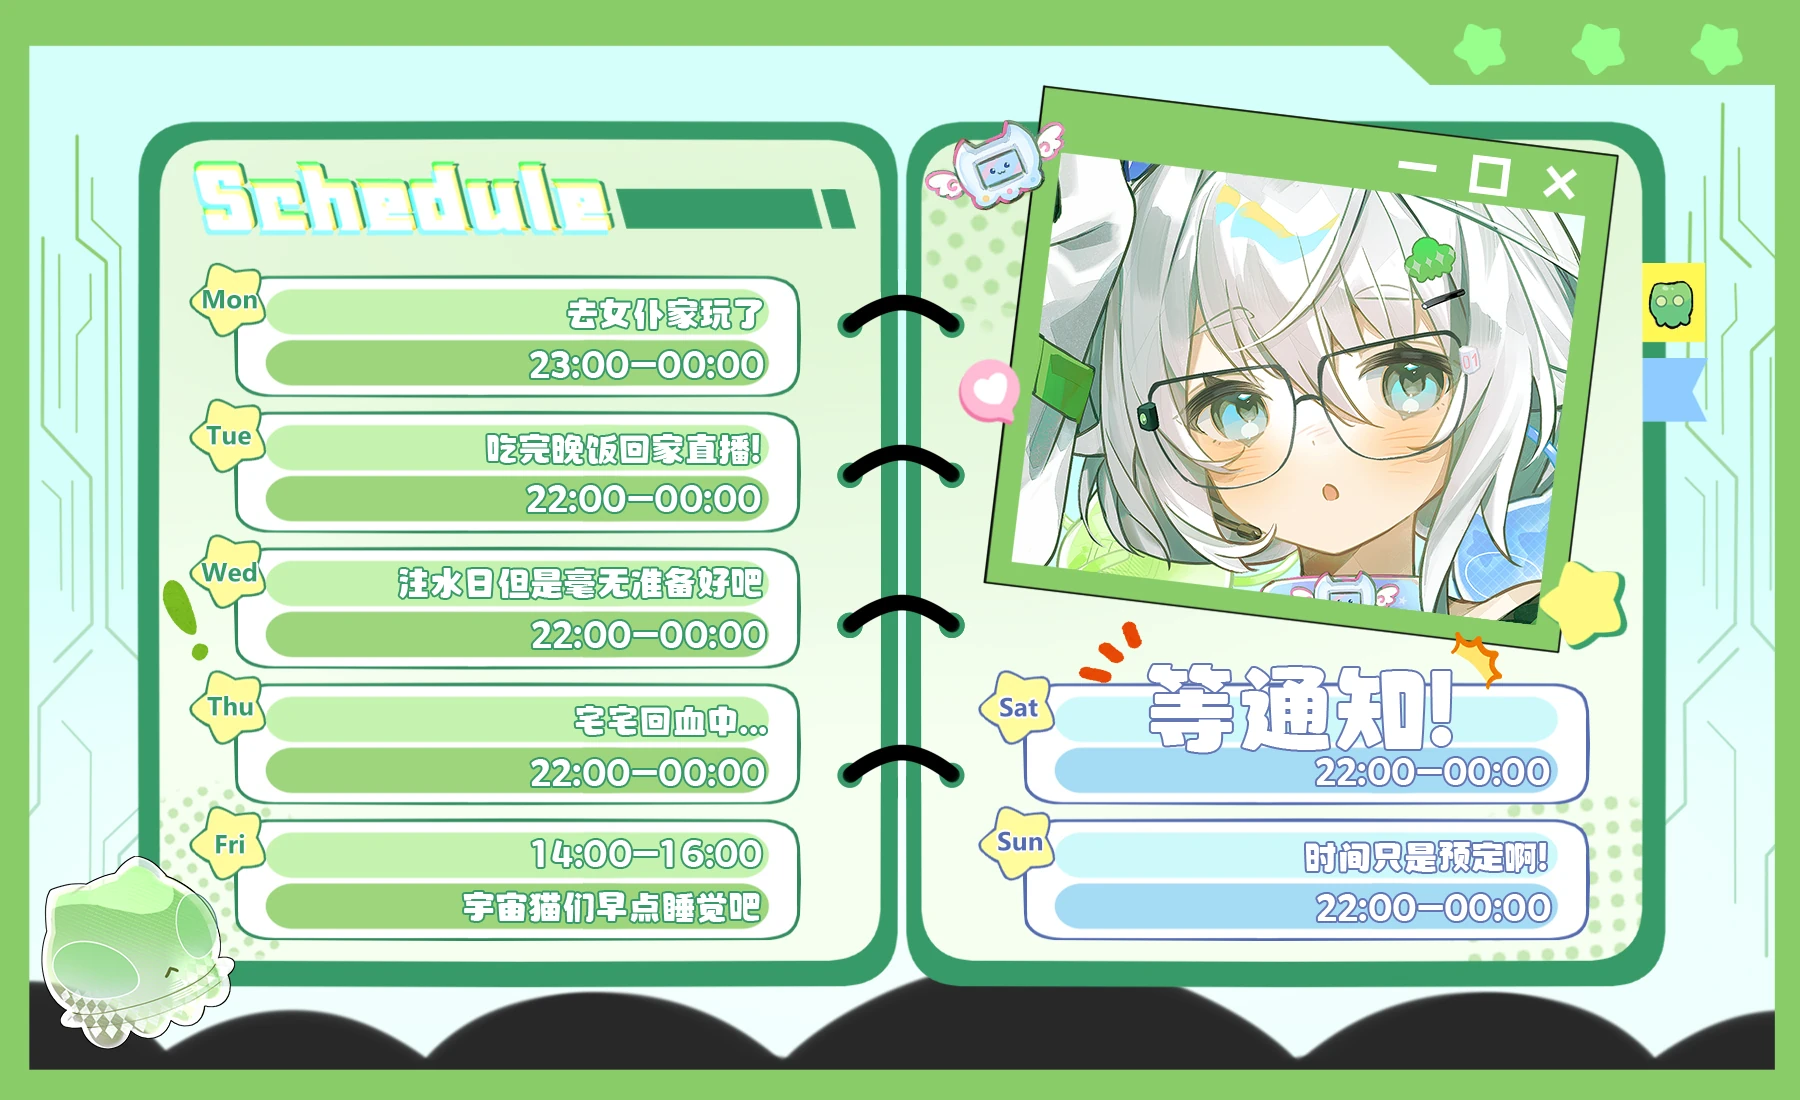 Schedule
Mon
去女仆家玩了
23:00—00:00
Tue
吃完晚饭回家直播!
22:00—00:00
Wed
注水日但是毫无准备好吧
22:00—00:00
Thu
宅宅回血中...
22:00—00:00
Fri
14:00—16:00
宇宙猫们早点睡觉吧
01
Sat
等通知!
22:00—00:00
Sun
时间只是预定啊!
22:00—00:00